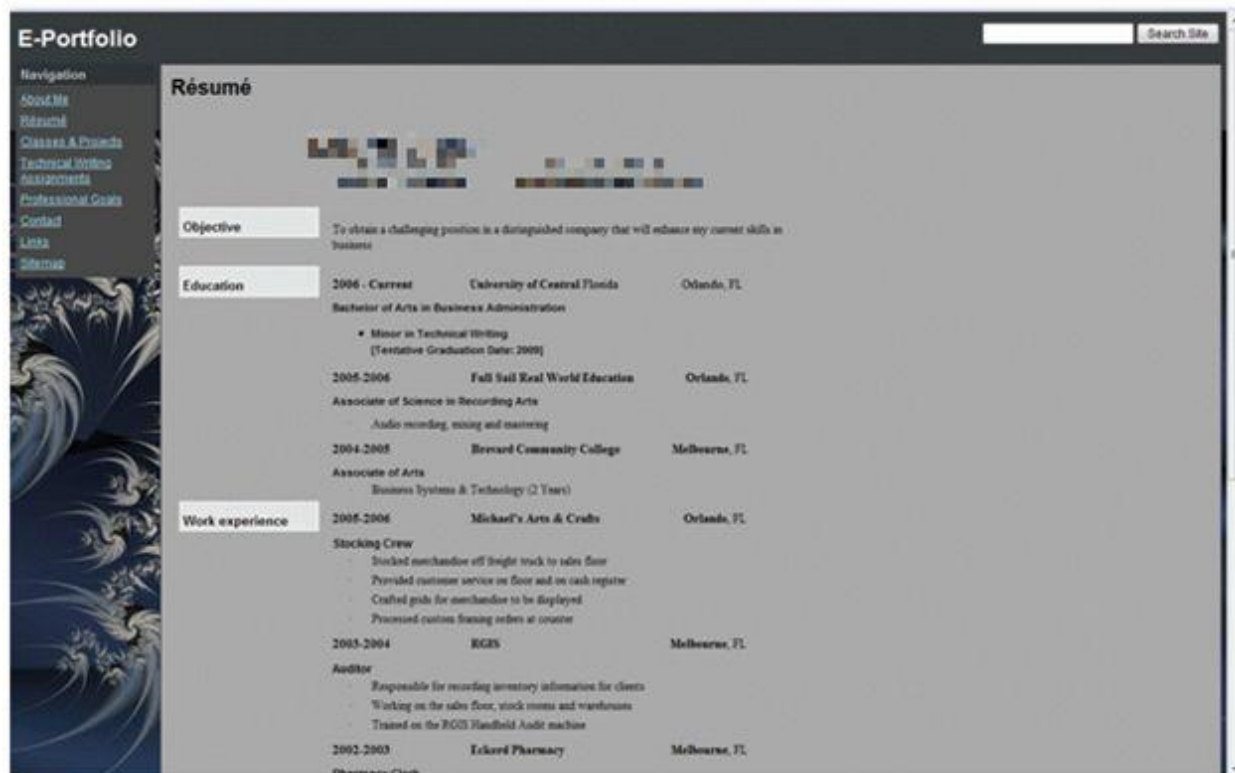 E-Portfolio
Search Site
Navigation
About Me
Résumé
Classes & Projects
Technical Writing
Assignments
Professional Goals
Contact
Links
Sitemap
Résumé
Objective
To obtain a challenging position in a distinguished company that will enhance my current skills in
business
Education
2006 - Current University of Central Florida Orlando, FL
Bachelor of Arts in Business Administration
• Minor in Technical Writing
[Tentative Graduation Date: 2009]
2005-2006 Full Sail Real World Education Orlando, FL
Associate of Science in Recording Arts
· Audio recording, mixing and mastering
2004-2005 Brevard Community College Melbourne, FL
Associate of Arts
· Business Systems & Technology (2 Years)
Work experience
2005-2006 Michael's Arts & Crafts Orlando, FL
Stocking Crew
· Stocked merchandise off freight truck to sales floor
· Provided customer service on floor and on cash register
· Crafted grids for merchandise to be displayed
· Processed custom framing orders at counter
2003-2004 RGIS Melbourne, FL
Auditor
· Responsible for recording inventory information for clients
· Working on the sales floor, stock rooms and warehouses
· Trained on the RGIS Handheld Audit machine
2002-2003 Eckerd Pharmacy Melbourne, FL
Pharmacy Clerk